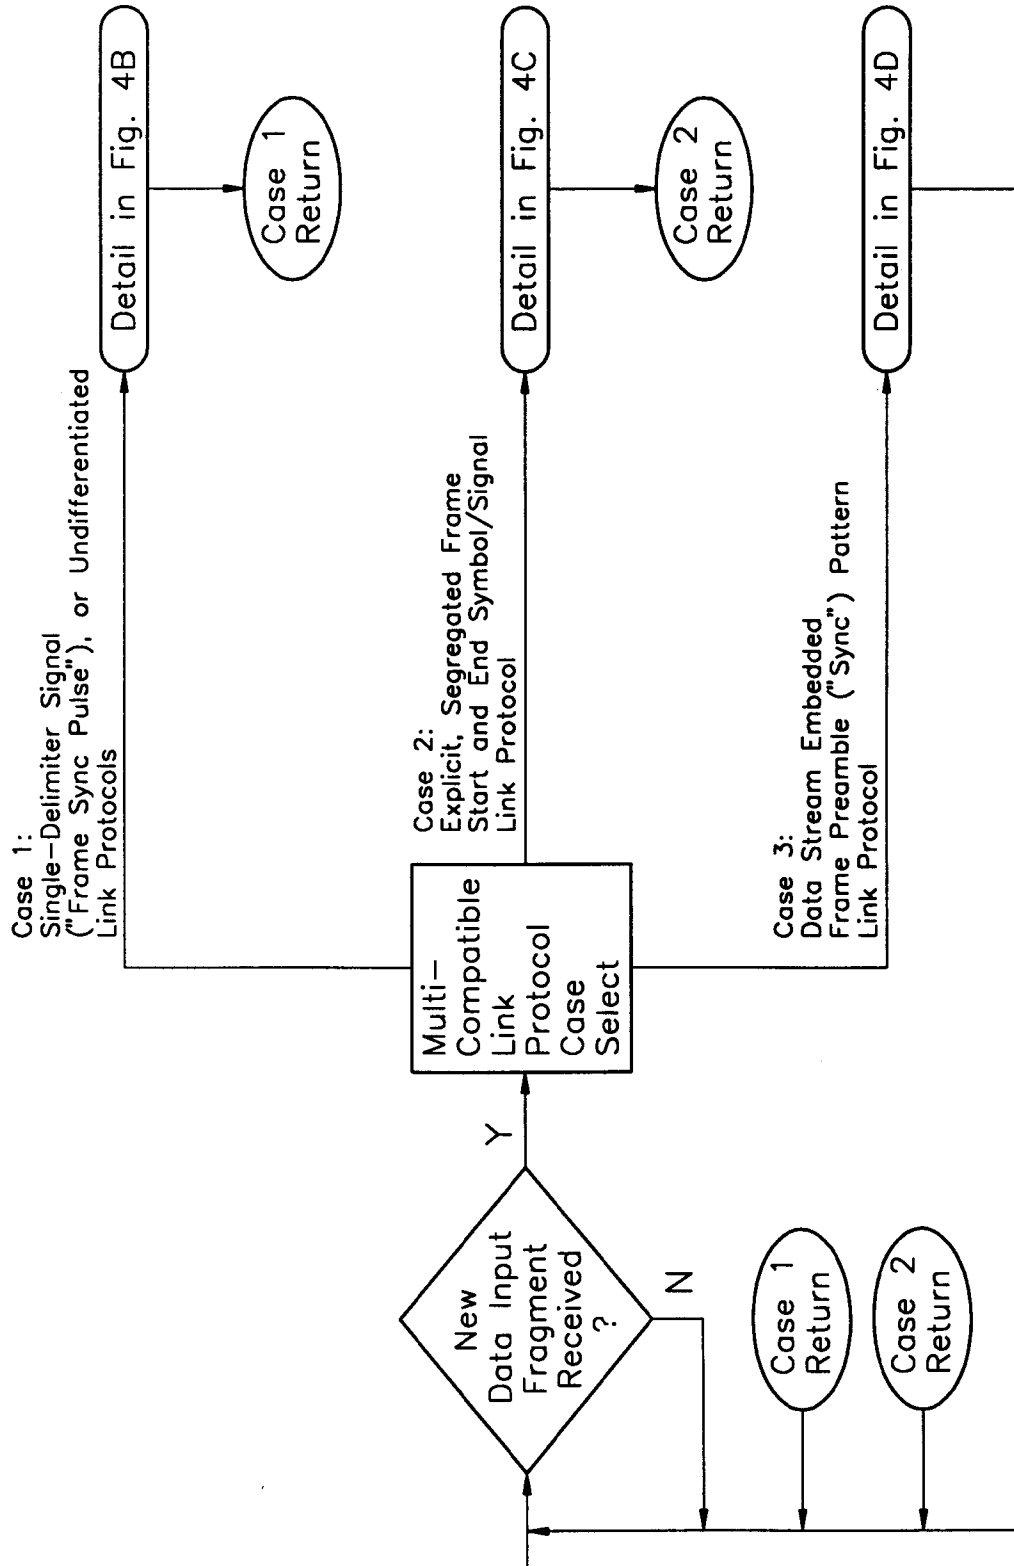 New
Data Input
Fragment
Received
?
Y
N
Case 1
Return
Case 2
Return
Multi-
Compatible
Link
Protocol
Case
Select
Case 1:
Single-Delimiter Signal
("Frame Sync Pulse"), or Undifferentiated
Link Protocols
Detail in Fig. 4B
Case 1
Return
Case 2:
Explicit, Segregated Frame
Start and End Symbol/Signal
Link Protocol
Detail in Fig. 4C
Case 2
Return
Case 3:
Data Stream Embedded
Frame Preamble ("Sync") Pattern
Link Protocol
Detail in Fig. 4D